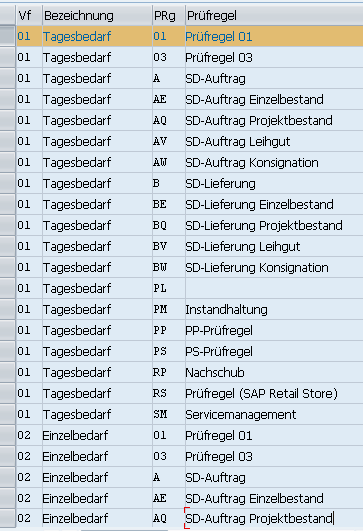 Vf Bezeichnung PRg Prüfregel
01 Tagesbedarf 01 Prüfregel 01
01 Tagesbedarf 03 Prüfregel 03
01 Tagesbedarf A SD-Auftrag
01 Tagesbedarf AE SD-Auftrag Einzelbestand
01 Tagesbedarf AQ SD-Auftrag Projektbestand
01 Tagesbedarf AV SD-Auftrag Leihgut
01 Tagesbedarf AW SD-Auftrag Konsignation
01 Tagesbedarf B SD-Lieferung
01 Tagesbedarf BE SD-Lieferung Einzelbestand
01 Tagesbedarf BQ SD-Lieferung Projektbestand
01 Tagesbedarf BV SD-Lieferung Leihgut
01 Tagesbedarf BW SD-Lieferung Konsignation
01 Tagesbedarf PL
01 Tagesbedarf PM Instandhaltung
01 Tagesbedarf PP PP-Prüfregel
01 Tagesbedarf PS PS-Prüfregel
01 Tagesbedarf RP Nachschub
01 Tagesbedarf RS Prüfregel (SAP Retail Store)
01 Tagesbedarf SM Servicemanagement
02 Einzelbedarf 01 Prüfregel 01
02 Einzelbedarf 03 Prüfregel 03
02 Einzelbedarf A SD-Auftrag
02 Einzelbedarf AE SD-Auftrag Einzelbestand
02 Einzelbedarf AQ SD-Auftrag Projektbestand